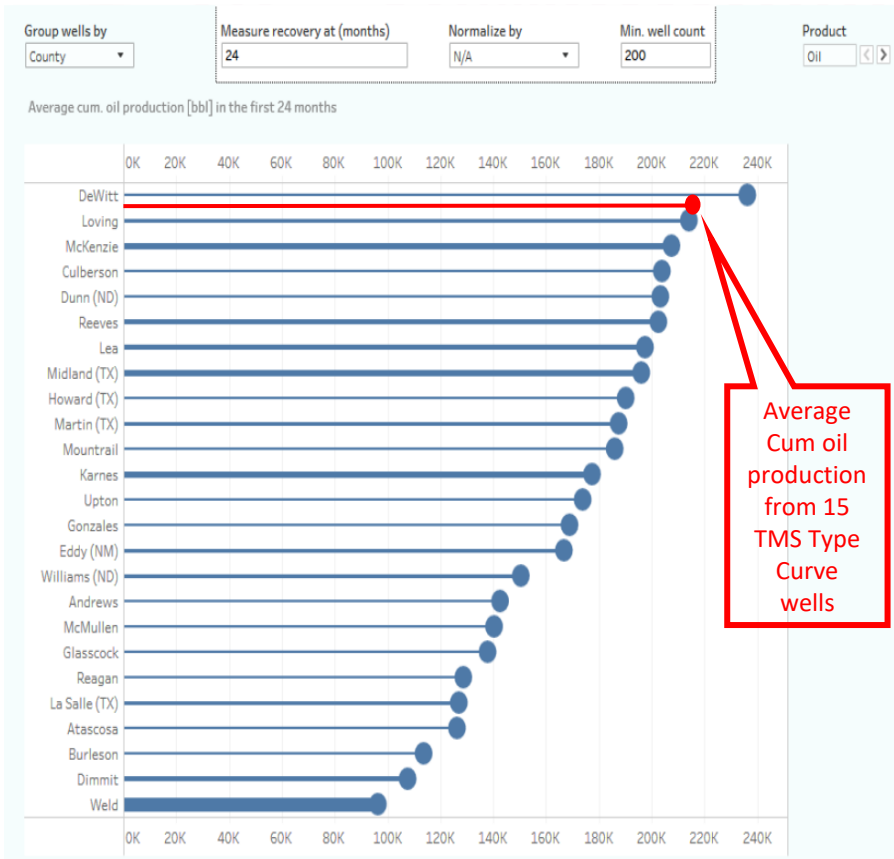 Group wells by
Measure recovery at (months)
Normalize by
Min. well count
Product
County
24
N/A
200
Oil
Average cum. oil production [bbl] in the first 24 months
0K 20K 40K 60K 80K 100K 120K 140K 160K 180K 200K 220K 240K
DeWitt
Loving
McKenzie
Culberson
Dunn (ND)
Reeves
Lea
Midland (TX)
Howard (TX)
Martin (TX)
Mountrail
Karnes
Upton
Gonzales
Eddy (NM)
Williams (ND)
Andrews
McMullen
Glasscock
Reagan
La Salle (TX)
Atascosa
Burleson
Dimmit
Weld
Average
Cum oil
production
from 15
TMS Type
Curve
wells
0K 20K 40K 60K 80K 100K 120K 140K 160K 180K 200K 220K 240K